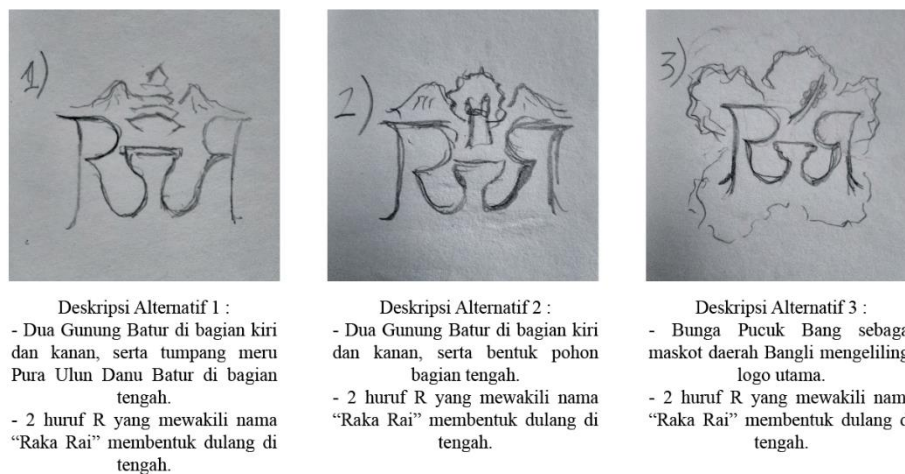 1)
2)
3)
Deskripsi Alternatif 1 :
- Dua Gunung Batur di bagian kiri
dan kanan, serta tumpang meru
Pura Ulun Danu Batur di bagian
tengah.
- 2 huruf R yang mewakili nama
“Raka Rai” membentuk dulang di
tengah.
Deskripsi Alternatif 2 :
- Dua Gunung Batur di bagian kiri
dan kanan, serta bentuk pohon
bagian tengah.
- 2 huruf R yang mewakili nama
“Raka Rai” membentuk dulang di
tengah.
Deskripsi Alternatif 3 :
- Bunga Pucuk Bang sebaga
maskot daerah Bangli mengeliling
logo utama.
- 2 huruf R yang mewakili nam
“Raka Rai” membentuk dulang d
tengah.